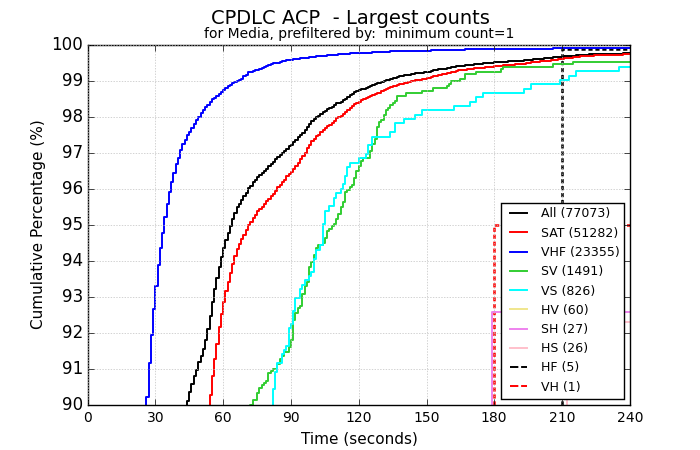 CPDLC ACP  - Largest counts
for Media, prefiltered by:  minimum count=1
Cumulative Percentage (%)
100
99
98
97
96
95
94
93
92
91
90
All (77073)
SAT (51282)
VHF (23355)
SV (1491)
VS (826)
HV (60)
SH (27)
HS (26)
HF (5)
VH (1)
0 30 60 90 120 150 180 210 240
Time (seconds)